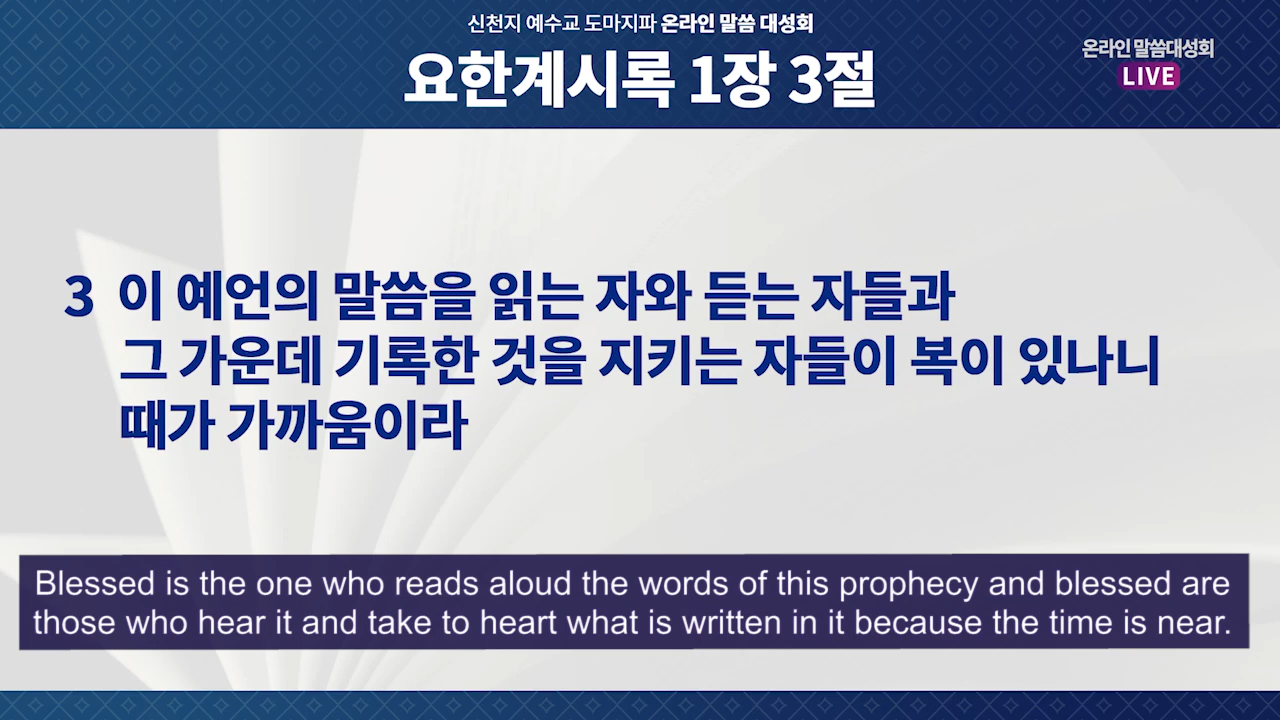 신천지 예수교 도마지파 온라인 말씀 대성회
요한계시록 1장 3절
온라인 말씀대성회
LIVE
3 이 예언의 말씀을 읽는 자와 듣는 자들과
그 가운데 기록한 것을 지키는 자들이 복이 있나니
때가 가까움이라
Blessed is the one who reads aloud the words of this prophecy and blessed are
those who hear it and take to heart what is written in it because the time is near.